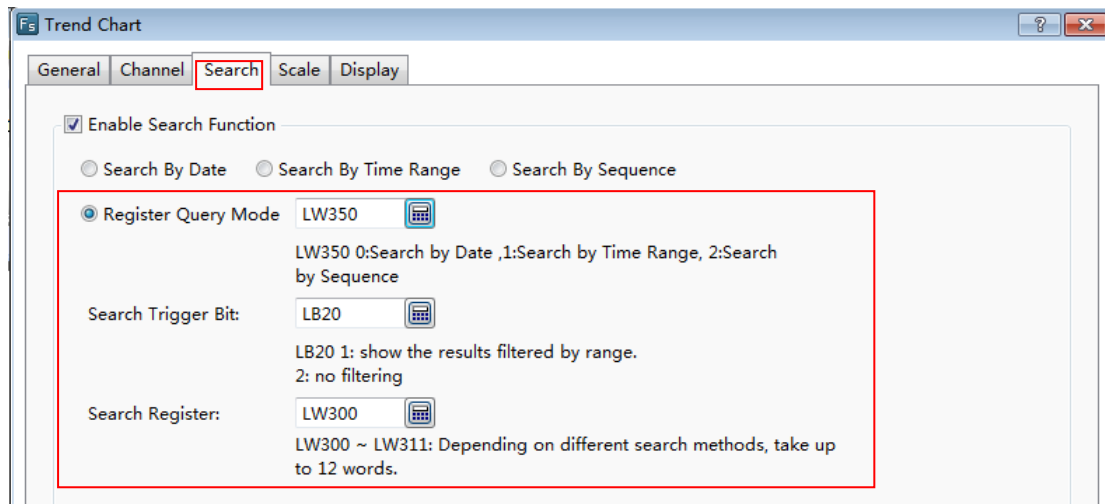 Fs Trend Chart
General Channel Search Scale Display
Enable Search Function
Search By Date Search By Time Range Search By Sequence
Register Query Mode LW350
LW350 0:Search by Date ,1:Search by Time Range, 2:Search
by Sequence
Search Trigger Bit: LB20
LB20 1: show the results filtered by range.
2: no filtering
Search Register: LW300
LW300 ~ LW311: Depending on different search methods, take up
to 12 words.